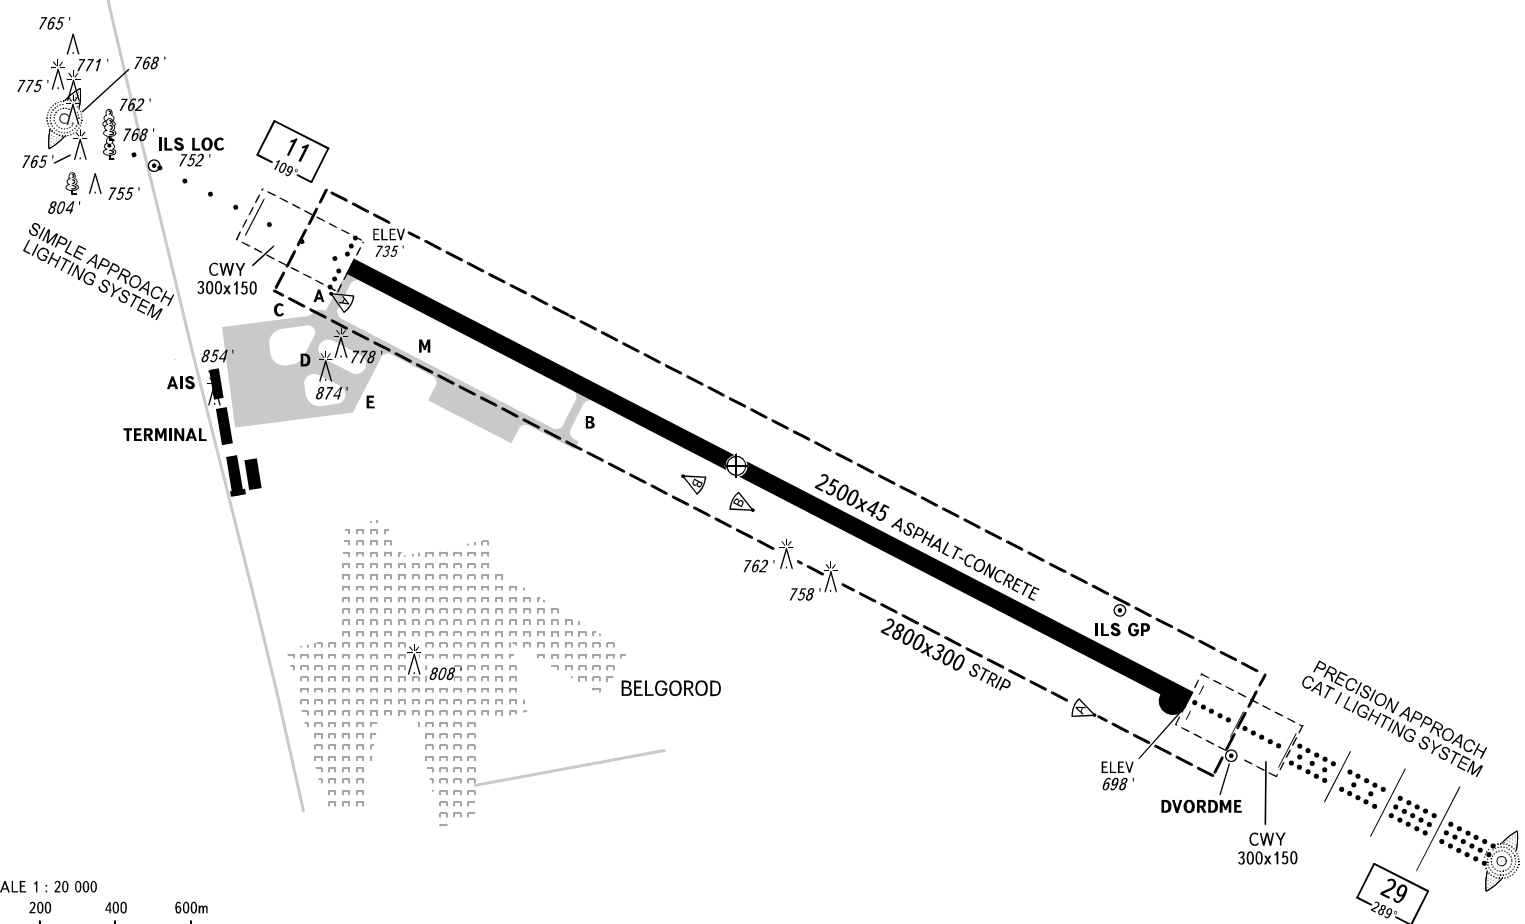 765'
771'
768'
775'
762'
768'
ILS LOC
752'
765'
755'
804'
11
109°
SIMPLE APPROACH
LIGHTING SYSTEM
ELEV
735'
CWY
300x150
A
A
C
M
D
778'
854'
874'
AIS
E
B
TERMINAL
B
B
2500x45 ASPHALT-CONCRETE
762'
758'
ILS GP
2800x300 STRIP
808
BELGOROD
A
PRECISION APPROACH
CAT I LIGHTING SYSTEM
ELEV
698'
DVORDME
CWY
300x150
29
289°
ALE 1 : 20 000
200 400 600m